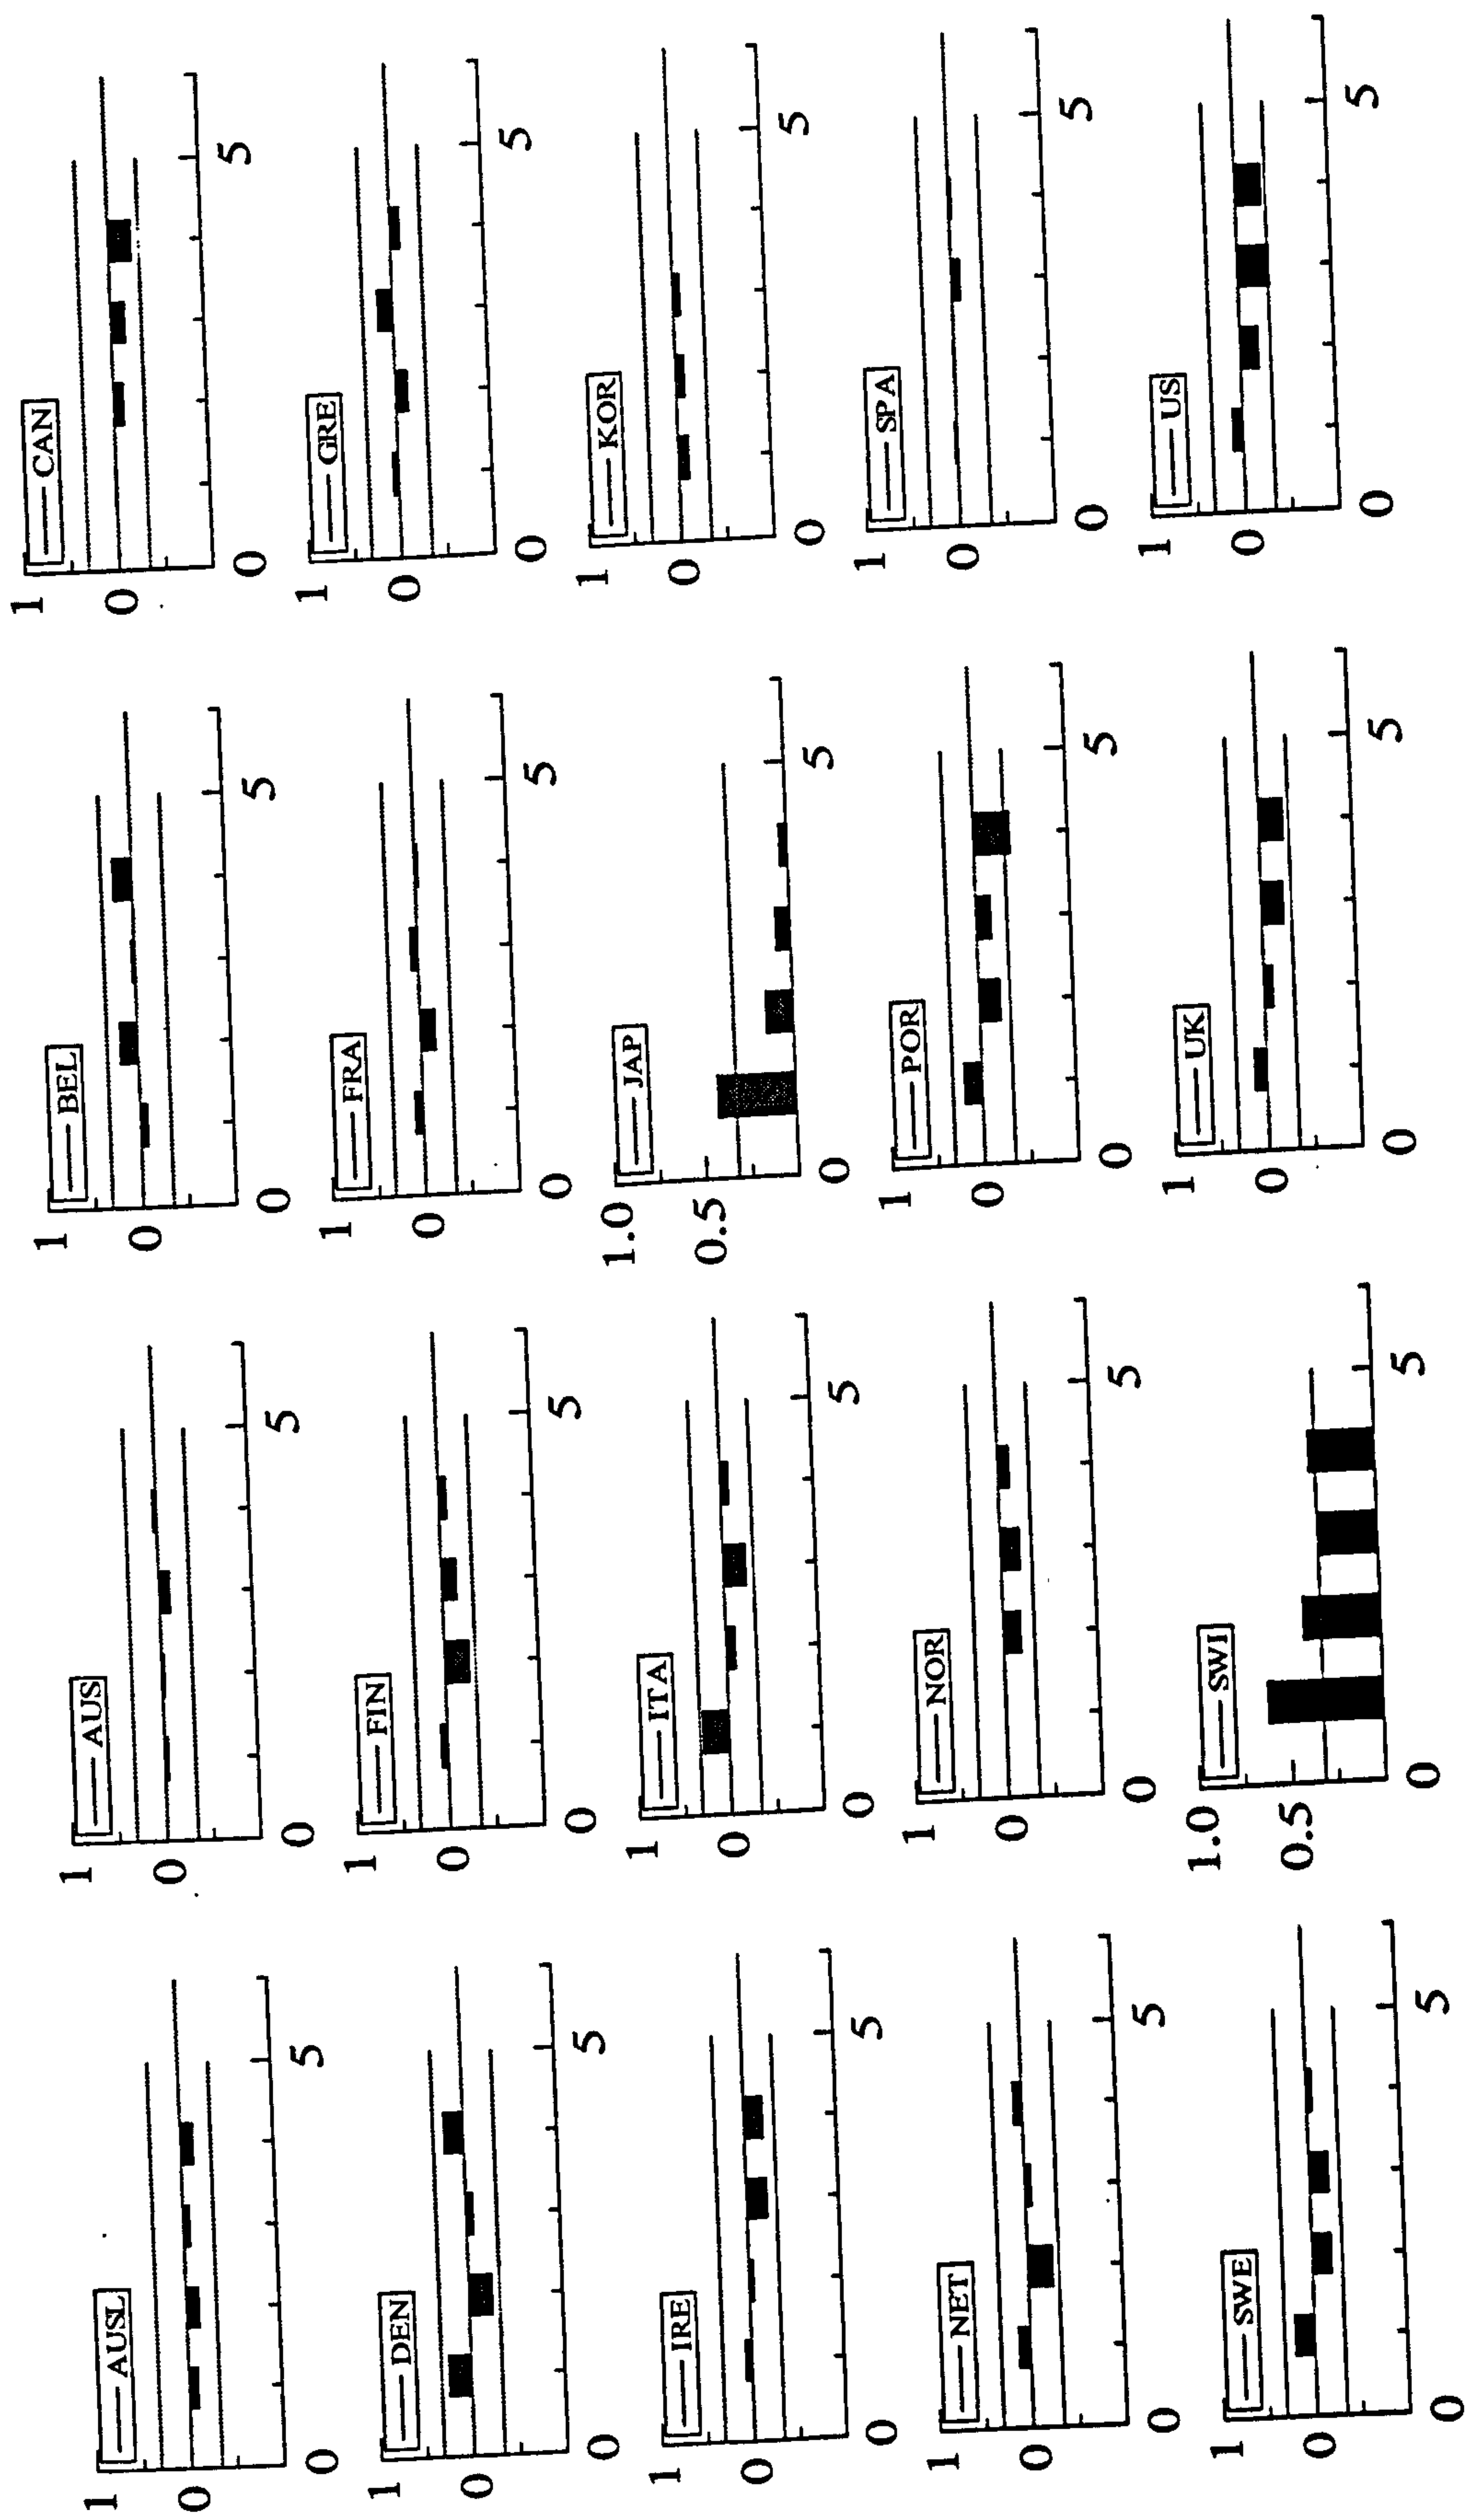 1 AUSL 1 AUS 1 BEL 1 CAN
0 0 0 0
0 5 0 5 0 5 0 5
1 DEN 1 FIN 1 FRA 1 GRE
0 0 0 0
0 5 0 5 0 5 0 5
1 IRE 1 ITA 1.0 JAP 1 KOR
0 0 0.5 0
0 5 0 5 0 5 0 5
1 NET 1 NOR 1 POR 1 SPA
0 0 0 0
0 5 0 5 0 5 0 5
1 SWE 1.0 SWI 1 UK 1 US
0 0.5 0 0
0 5 0 5 0 5 0 5